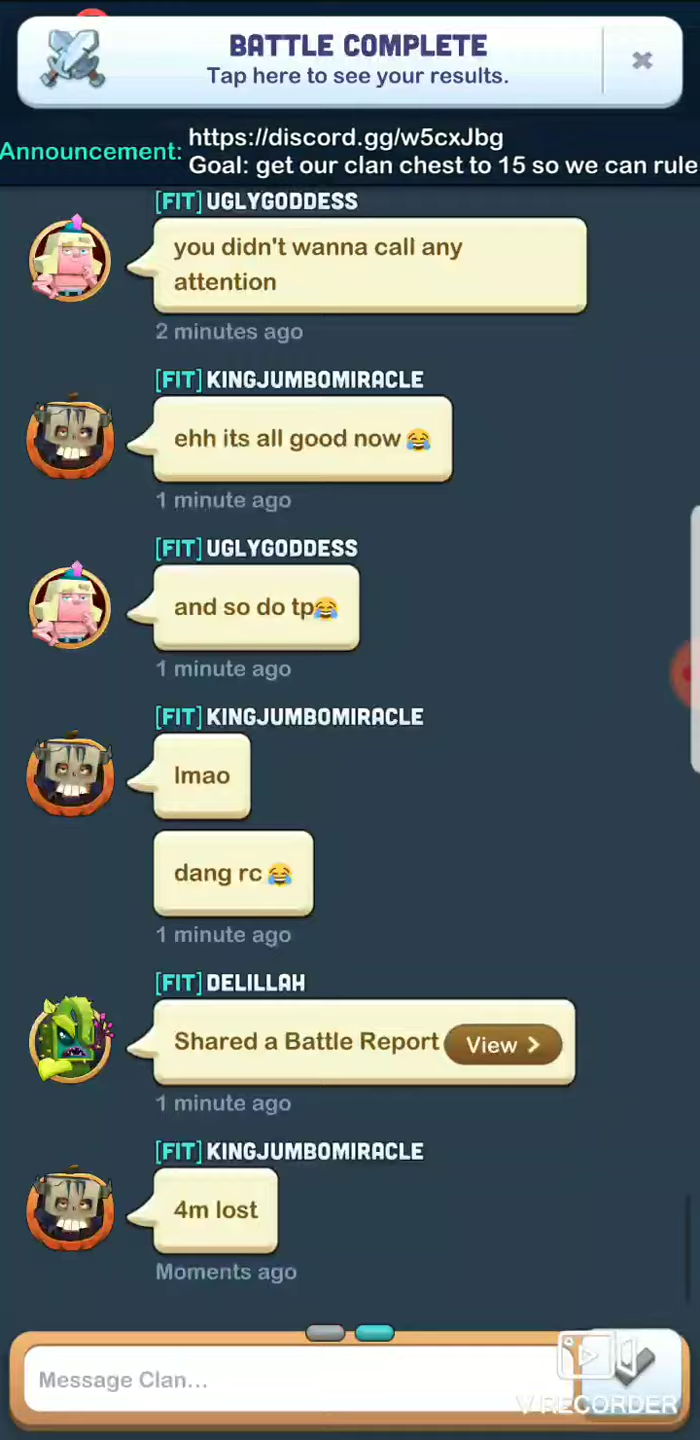 BATTLE COMPLETE
Tap here to see your results.
Announcement:
https://discord.gg/w5cxJbg
Goal: get our clan chest to 15 so we can rule
[FIT] UGLYGODDESS
you didn't wanna call any
attention
2 minutes ago
[FIT] KINGJUMBOMIRACLE
ehh its all good now 😂
1 minute ago
[FIT] UGLYGODDESS
and so do tp😂
1 minute ago
[FIT] KINGJUMBOMIRACLE
lmao
dang rc 😂
1 minute ago
[FIT] DELILLAH
Shared a Battle Report View >
1 minute ago
[FIT] KINGJUMBOMIRACLE
4m lost
Moments ago
Message Clan...
V RECORDER